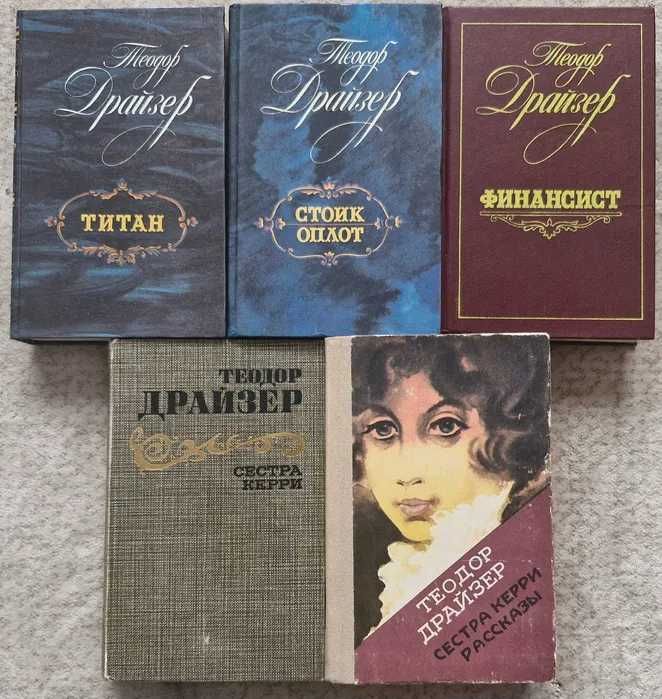 Теодор
Драйзер
ТИТАН
Теодор
Драйзер
СТОИК
ОПЛОТ
Теодор
Драйзер
ФИНАНСИСТ
ТЕОДОР
ДРАЙЗЕР
СЕСТРА
КЕРРИ
ТЕОДОР
ДРАЙЗЕР
СЕСТРА КЕРРИ
РАССКАЗЫ